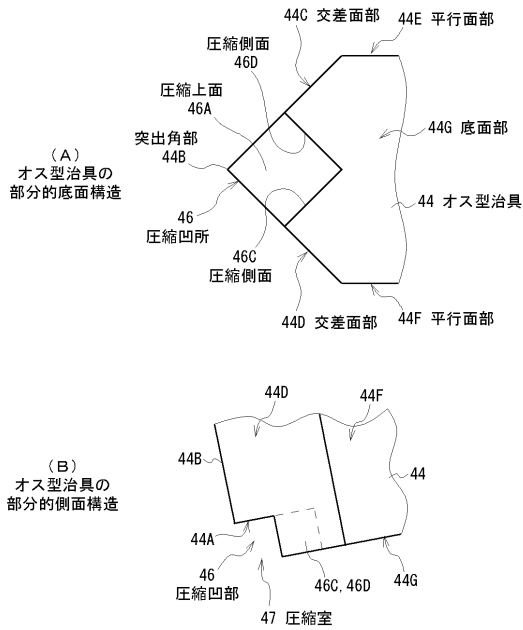 44C 交差面部
44E 平行面部
圧縮側面
46D
圧縮上面
46A
44G 底面部
突出角部
44B
(A)
オス型治具の
部分的底面構造
44 オス型治具
46
圧縮凹所
46C
圧縮側面
44D 交差面部
44F 平行面部
44D
44F
44B
(B)
オス型治具の
部分的側面構造
44
44A
46
圧縮凹部
46C, 46D
44G
47 圧縮室